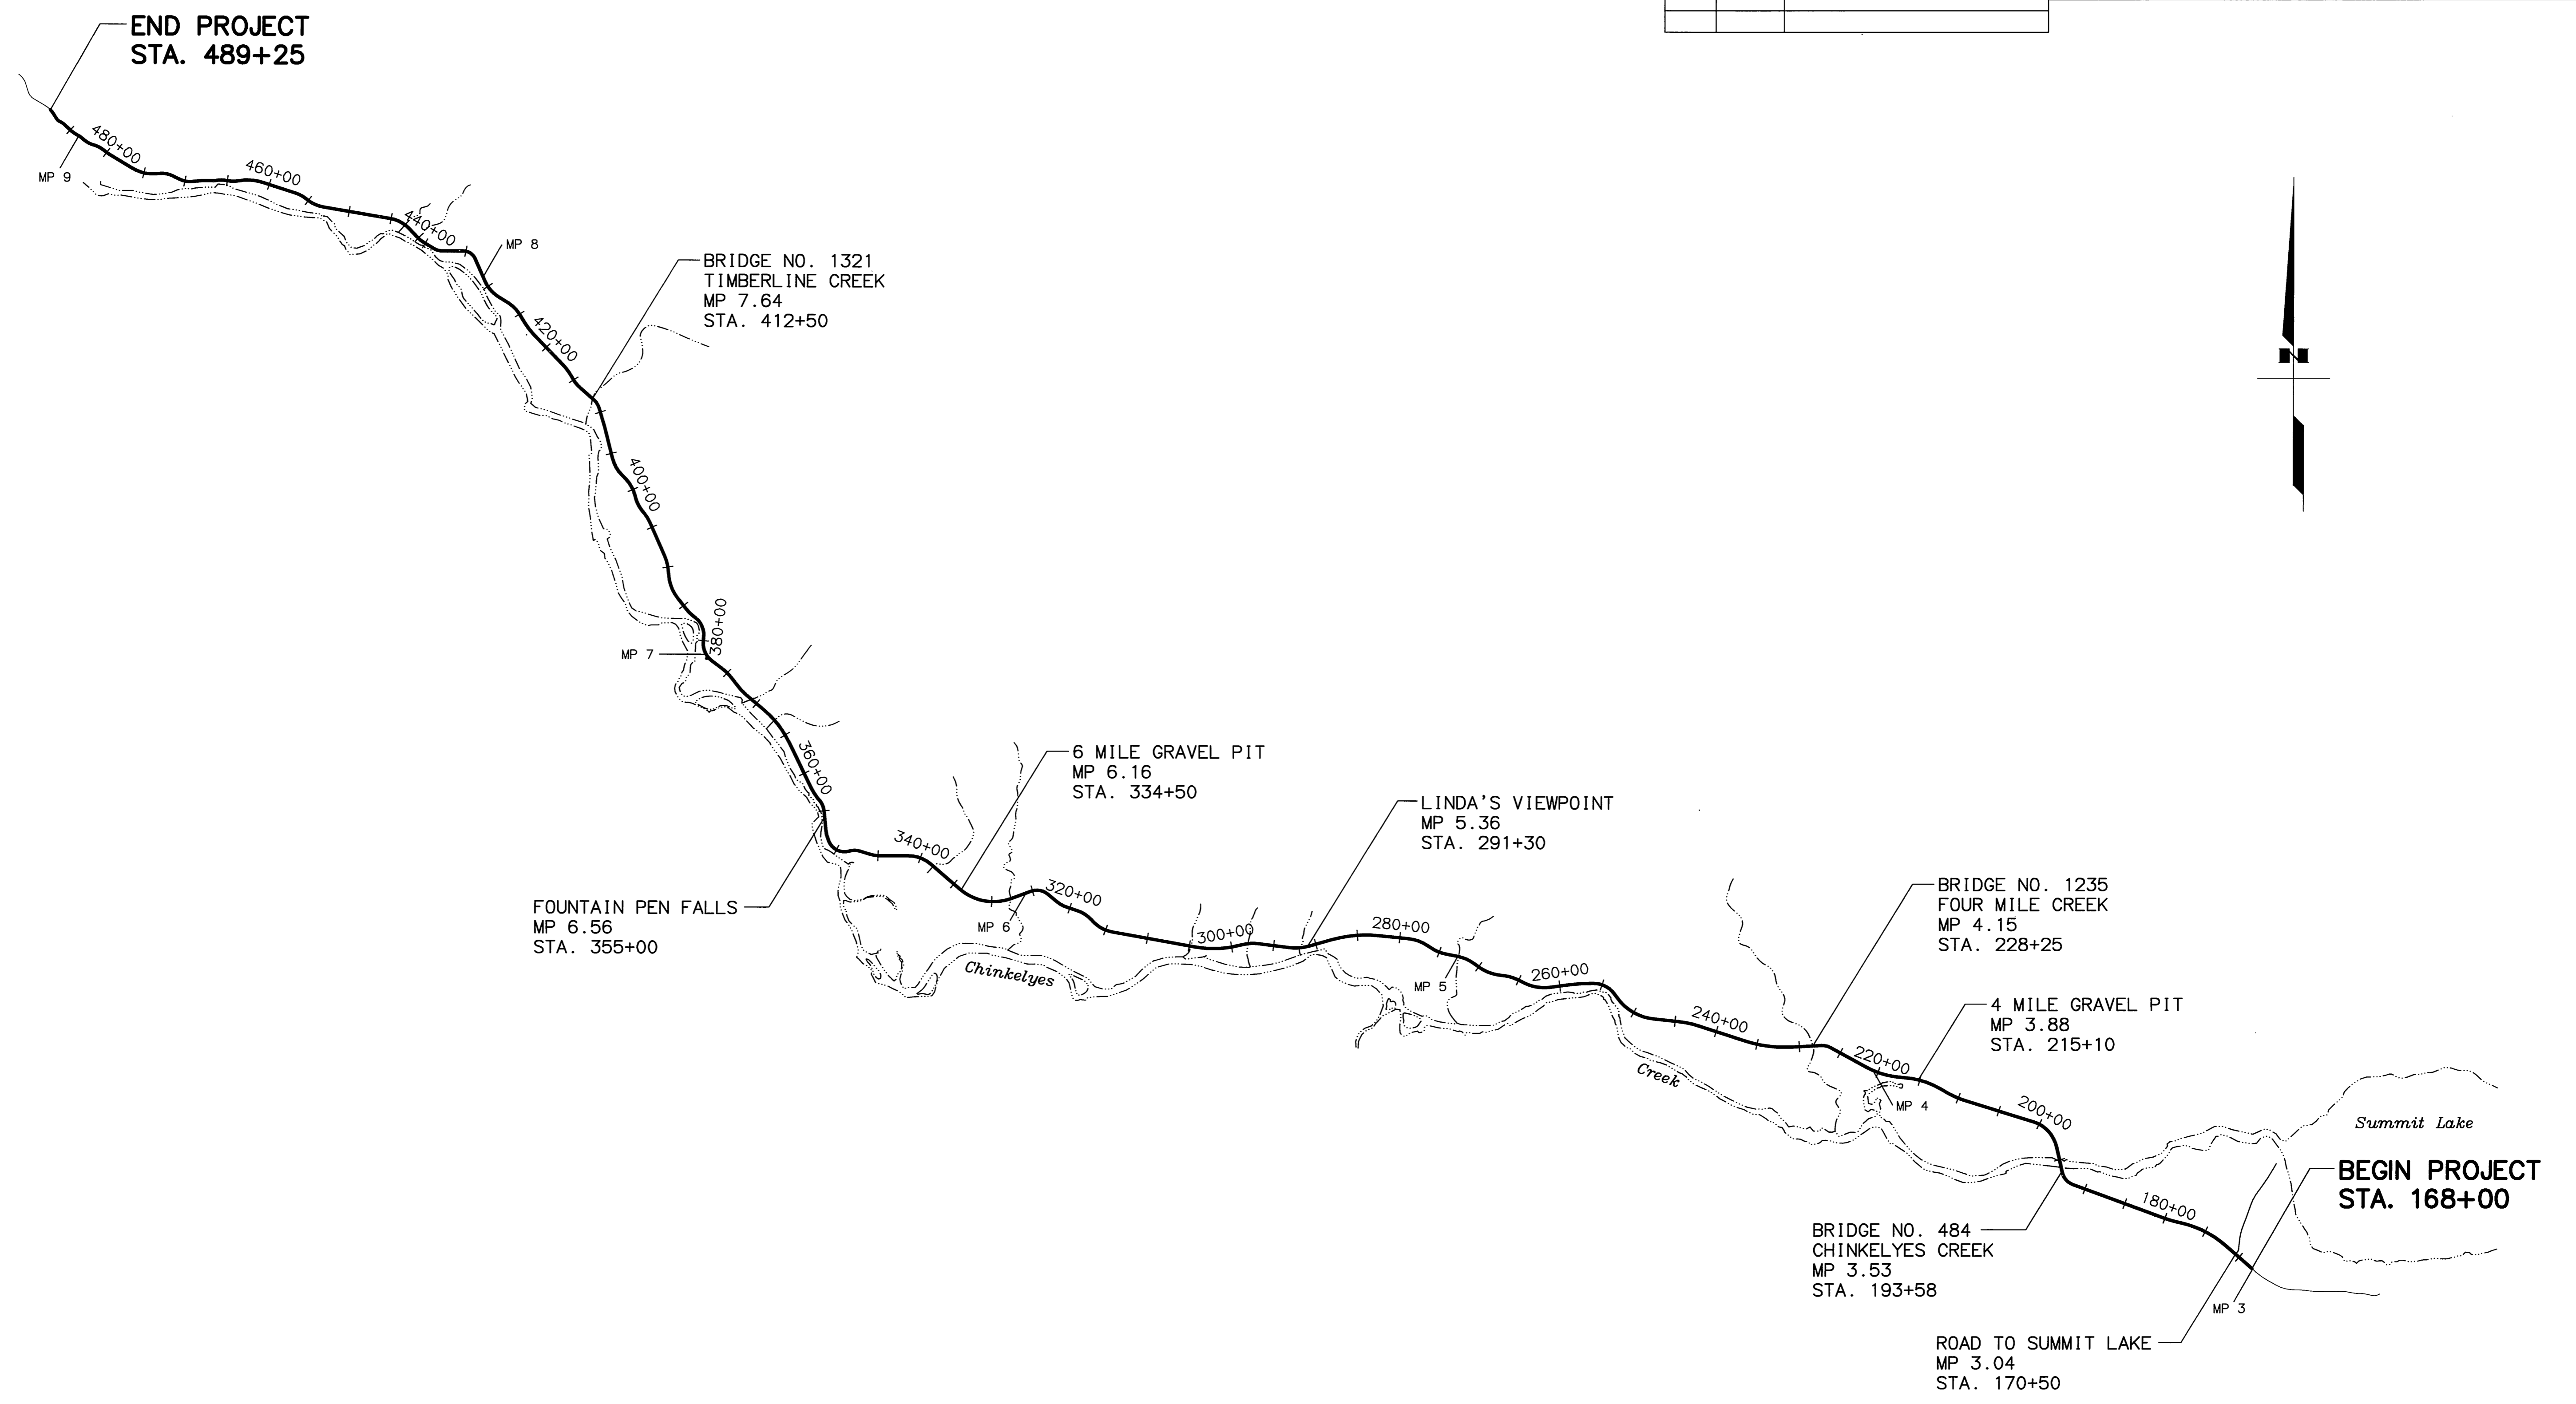 END PROJECT
STA. 489+25
480+00
MP 9
460+00
440+00
MP 8
BRIDGE NO. 1321
TIMBERLINE CREEK
MP 7.64
STA. 412+50
420+00
N
400+00
380+00
MP 7
360+00
6 MILE GRAVEL PIT
MP 6.16
STA. 334+50
340+00
FOUNTAIN PEN FALLS
MP 6.56
STA. 355+00
320+00
MP 6
Chinkelyes
LINDA'S VIEWPOINT
MP 5.36
STA. 291+30
300+00
280+00
MP 5
260+00
Creek
240+00
BRIDGE NO. 1235
FOUR MILE CREEK
MP 4.15
STA. 228+25
4 MILE GRAVEL PIT
MP 3.88
STA. 215+10
220+00
MP 4
200+00
Summit Lake
BEGIN PROJECT
STA. 168+00
180+00
BRIDGE NO. 484
CHINKELYES CREEK
MP 3.53
STA. 193+58
MP 3
ROAD TO SUMMIT LAKE
MP 3.04
STA. 170+50